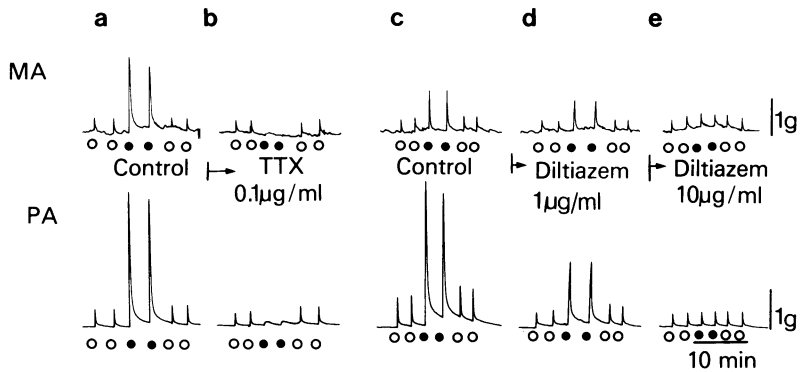 a b c d e
MA
1g
Control TTX Control Diltiazem Diltiazem
0.1µg/ml 1µg/ml 10µg/ml
PA
1g
10 min